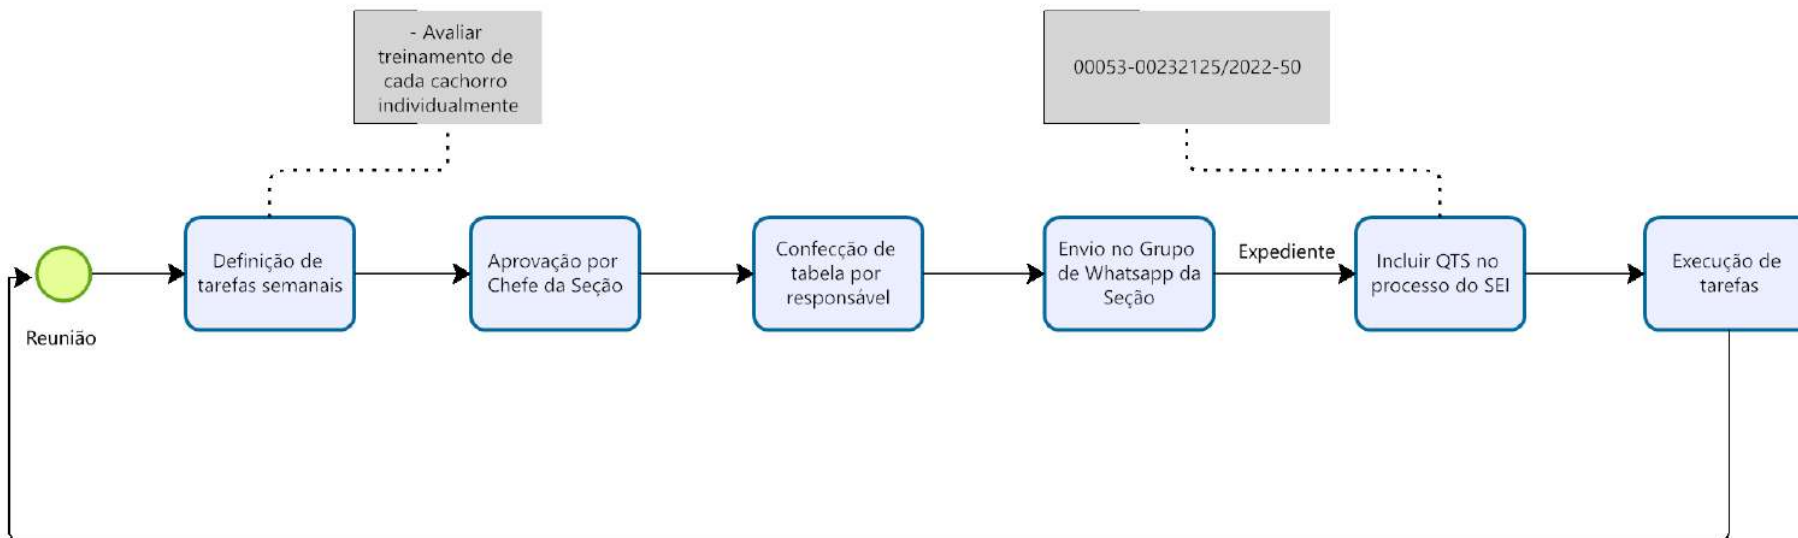 - Avaliar
treinamento de
cada cachorro
individualmente
00053-00232125/2022-50
Reunião
Definição de
tarefas semanais
Aprovação por
Chefe da Seção
Confecção de
tabela por
responsável
Envio no Grupo
de Whatsapp da
Seção
Expediente
Incluir QTS no
processo do SEI
Execução de
tarefas